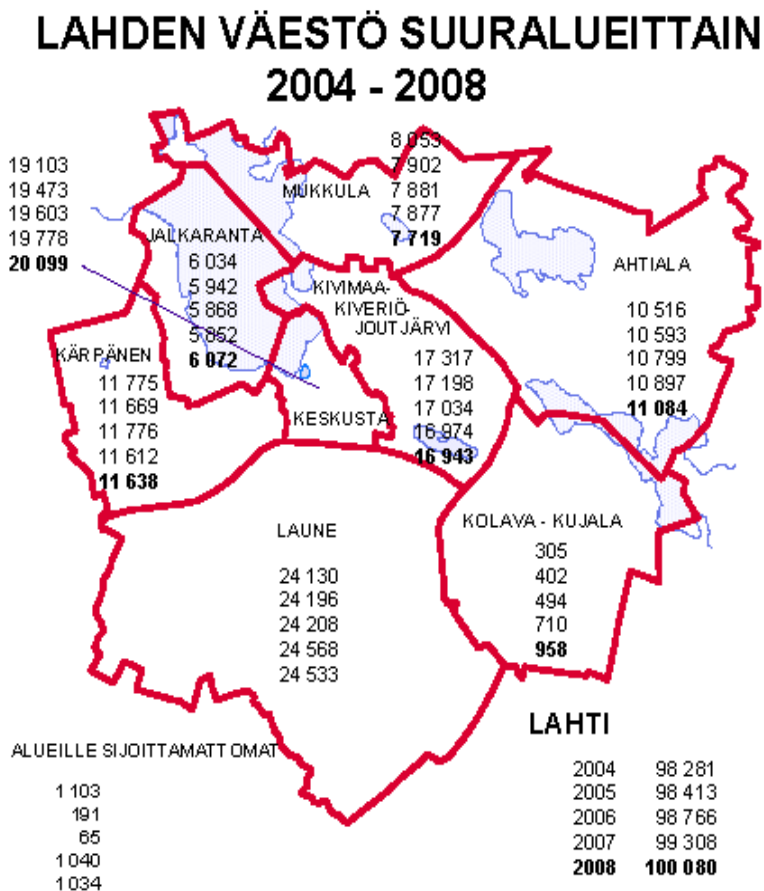 LAHDEN VÄESTÖ SUURALUEITTAIN
2004 - 2008
19 103
19 473
19 603
19 778
20 099
MUKKULA
8 053
7 902
7 881
7 877
7 719
JALKARANTA
6 034
5 942
5 868
5 852
6 072
KIVIMAA-
KIVERIÖ-
JOUTJÄRVI
17 317
17 198
17 034
16 974
16 943
AHTIALA
10 516
10 593
10 799
10 897
11 084
KÄRPÄNEN
11 775
11 669
11 776
11 612
11 638
KESKUSTA
LAUNE
24 130
24 196
24 208
24 568
24 533
KOLAVA - KUJALA
305
402
494
710
958
ALUEILLE SIJOITTAMATTOMAT
1 103
191
65
1 040
1 034
LAHTI
2004 98 281
2005 98 413
2006 98 766
2007 99 308
2008 100 080